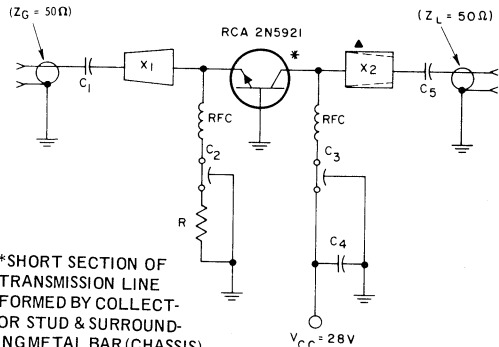 (Z_G = 50Ω)
(Z_L = 50Ω)
RCA 2N5921
*
X1
X2
C1
C5
RFC
RFC
C2
C3
R
C4
*SHORT SECTION OF
TRANSMISSION LINE
FORMED BY COLLECT-
OR STUD & SURROUND-
ING METAL BAR (CHASSIS)
V_CC = 28V